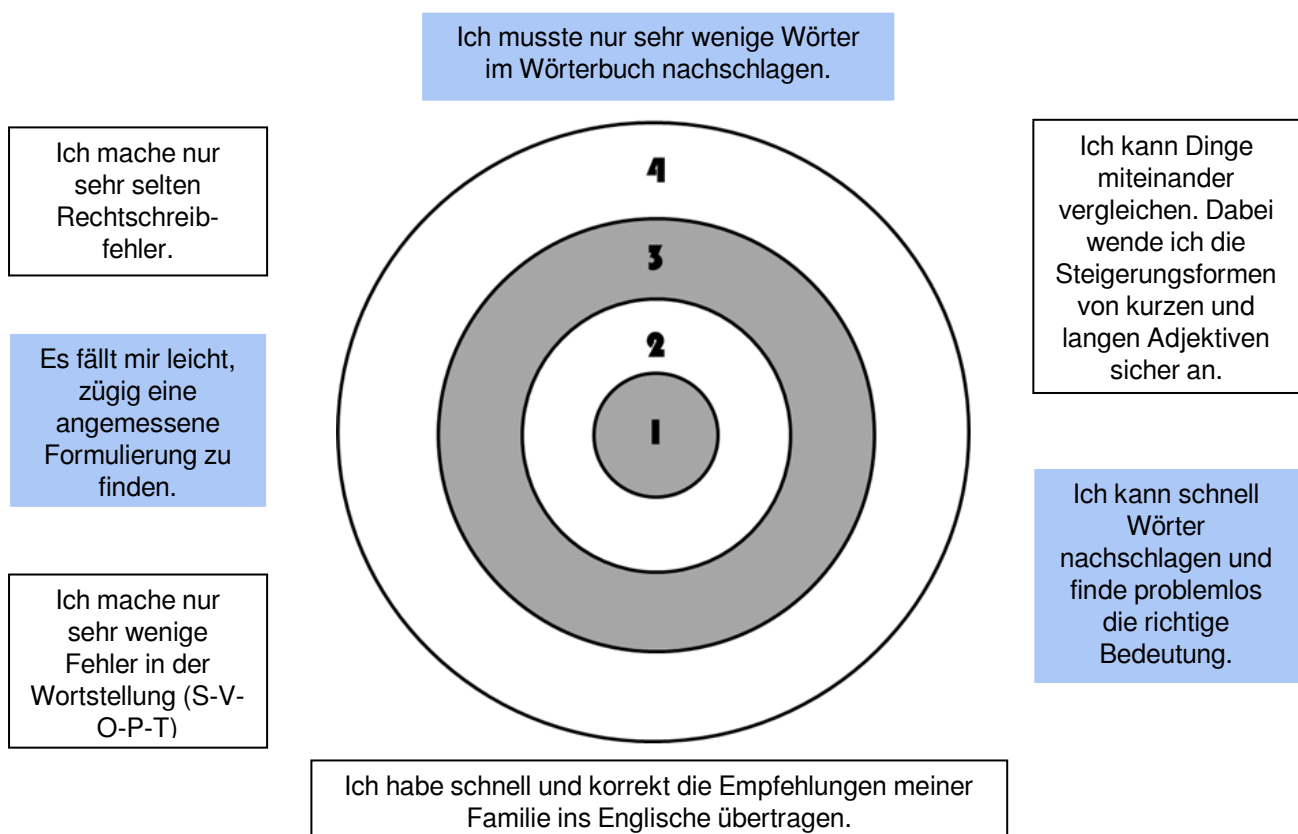 Ich musste nur sehr wenige Wörter
im Wörterbuch nachschlagen.
Ich mache nur
sehr selten
Rechtschreib-
fehler.
Es fällt mir leicht,
zügig eine
angemessene
Formulierung zu
finden.
Ich mache nur
sehr wenige
Fehler in der
Wortstellung (S-V-
O-P-T)
4
3
2
1
Ich kann Dinge
miteinander
vergleichen. Dabei
wende ich die
Steigerungsformen
von kurzen und
langen Adjektiven
sicher an.
Ich kann schnell
Wörter
nachschlagen und
finde problemlos
die richtige
Bedeutung.
Ich habe schnell und korrekt die Empfehlungen meiner
Familie ins Englische übertragen.